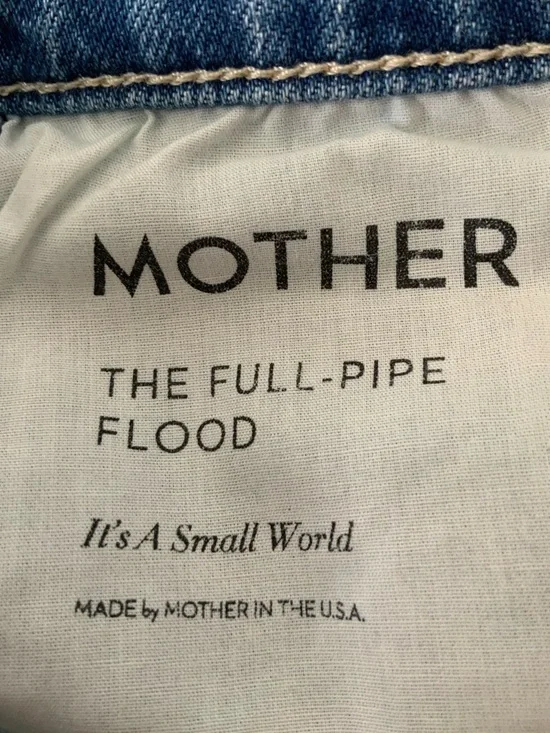 MOTHER
THE FULL-PIPE
FLOOD
It's A Small World
MADE by MOTHER IN THE U.S.A.